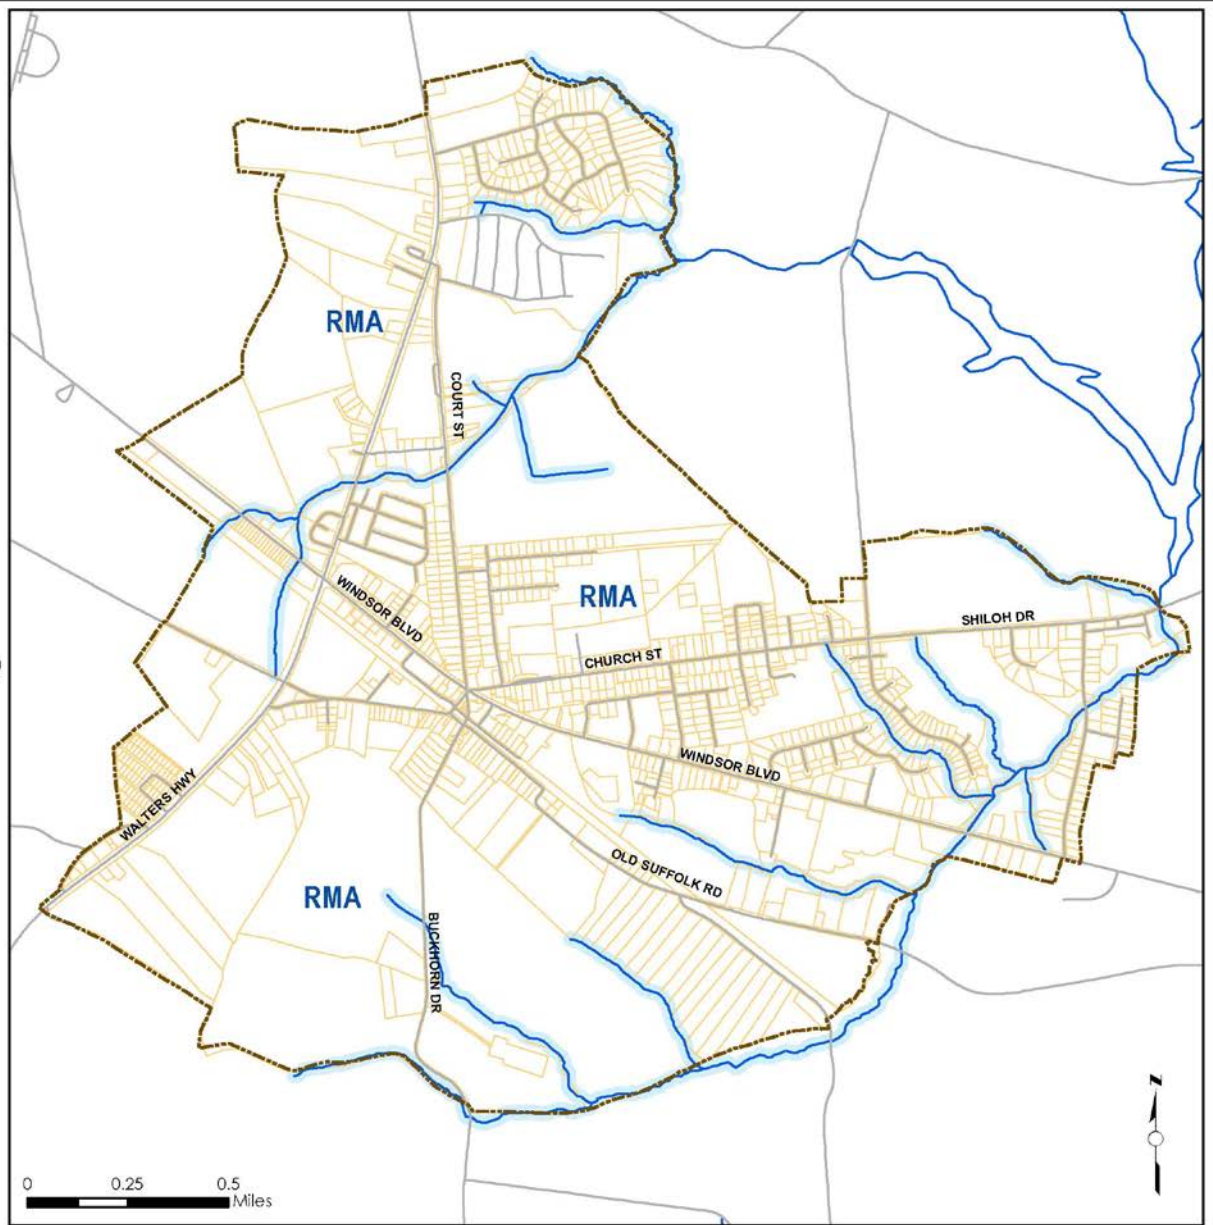 RMA
COURT ST
WINDSOR BLVD
RMA
SHILOH DR
CHURCH ST
WINDSOR BLVD
WALTERS HWY
OLD SUFFOLK RD
RMA
BUCKHORN DR
N
0 0.25 0.5
Miles